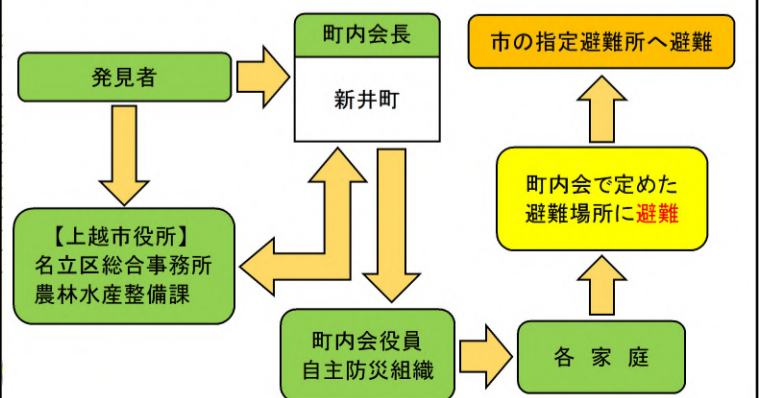 町内会長
新井町
市の指定避難所へ避難
発見者
町内会で定めた
避難場所に避難
【上越市役所】
名立区総合事務所
農林水産整備課
町内会役員
自主防災組織
各 家 庭